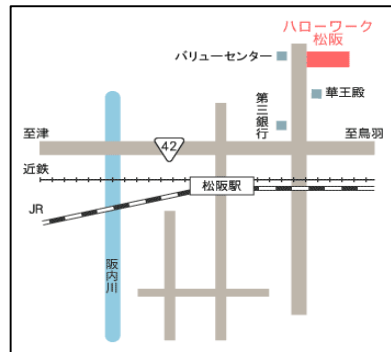 ハローワーク
松阪
バリューセンター
華王殿
第三銀行
至津
42
至鳥羽
近鉄
松阪駅
JR
阪内川